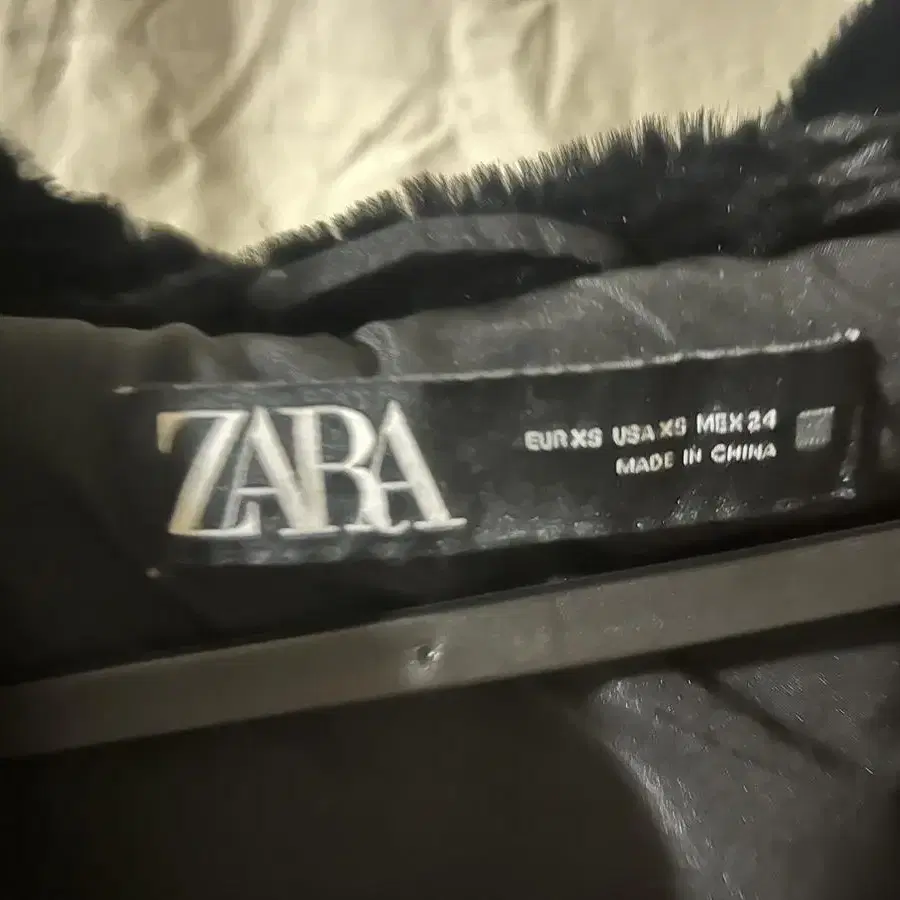 ZARA
EUR XS USA XS MEX 24
MADE IN CHINA